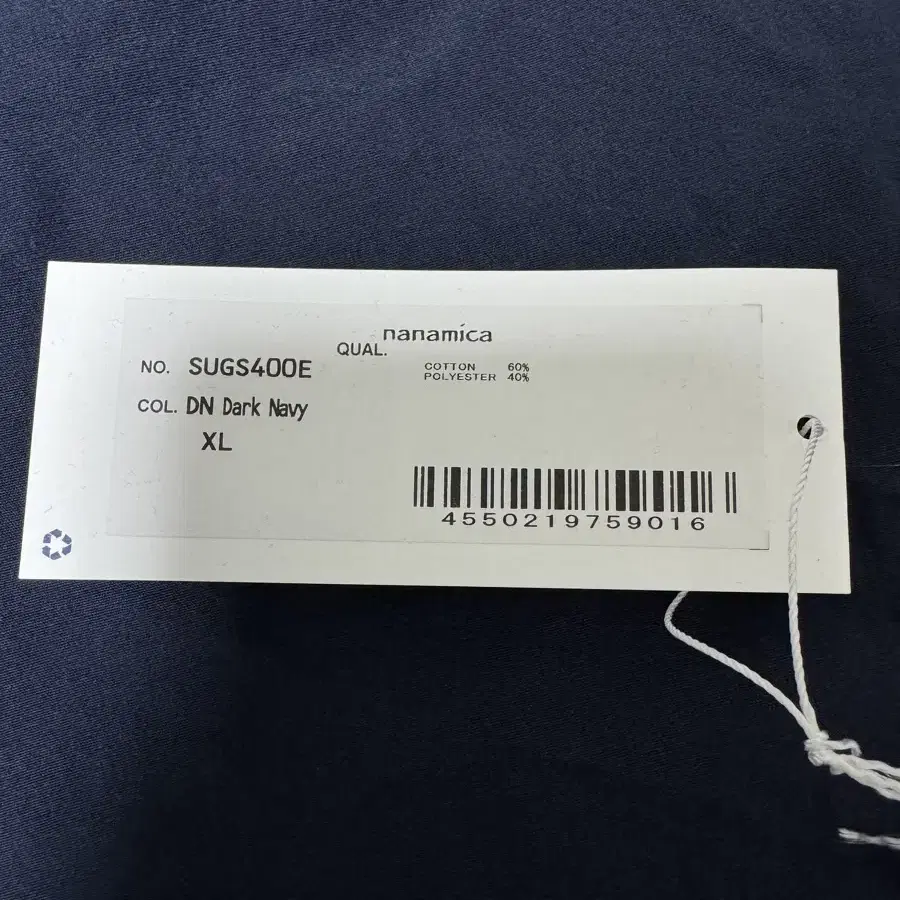 nanamica
QUAL.
NO. SUGS400E
COTTON 60%
POLYESTER 40%
COL. DN Dark Navy
XL
4550219759016